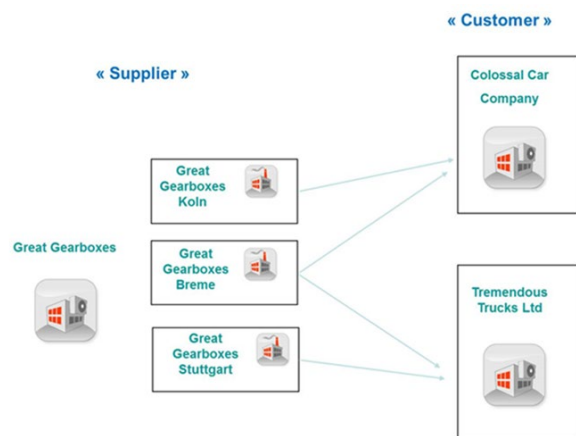 « Customer »
« Supplier »
Colossal Car
Company
Great
Gearboxes
Koln
Great Gearboxes
Great
Gearboxes
Breme
Tremendous
Trucks Ltd
Great
Gearboxes
Stuttgart